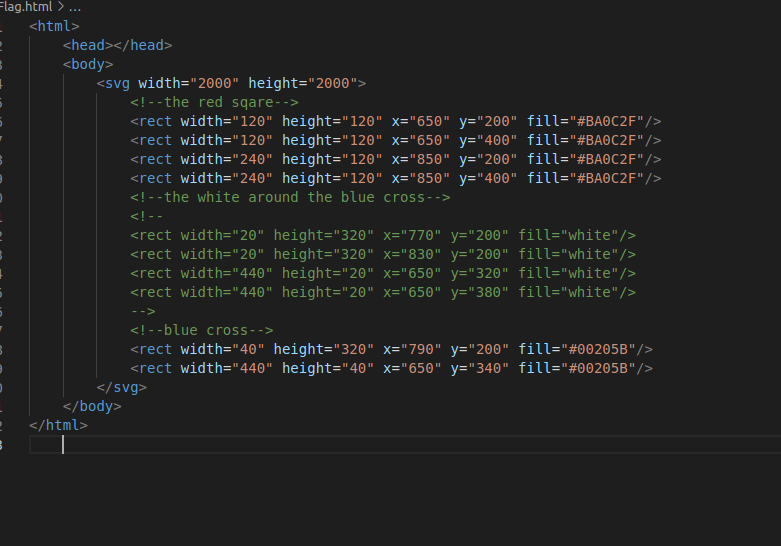 Flag.html > ...
<html>
<head></head>
<body>
<svg width="2000" height="2000">
<!--the red sqare-->
<rect width="120" height="120" x="650" y="200" fill="#BA0C2F"/>
<rect width="120" height="120" x="650" y="400" fill="#BA0C2F"/>
<rect width="240" height="120" x="850" y="200" fill="#BA0C2F"/>
<rect width="240" height="120" x="850" y="400" fill="#BA0C2F"/>
<!--the white around the blue cross-->
<!--
<rect width="20" height="320" x="770" y="200" fill="white"/>
<rect width="20" height="320" x="830" y="200" fill="white"/>
<rect width="440" height="20" x="650" y="320" fill="white"/>
<rect width="440" height="20" x="650" y="380" fill="white"/>
-->
<!--blue cross-->
<rect width="40" height="320" x="790" y="200" fill="#00205B"/>
<rect width="440" height="40" x="650" y="340" fill="#00205B"/>
</svg>
</body>
</html>